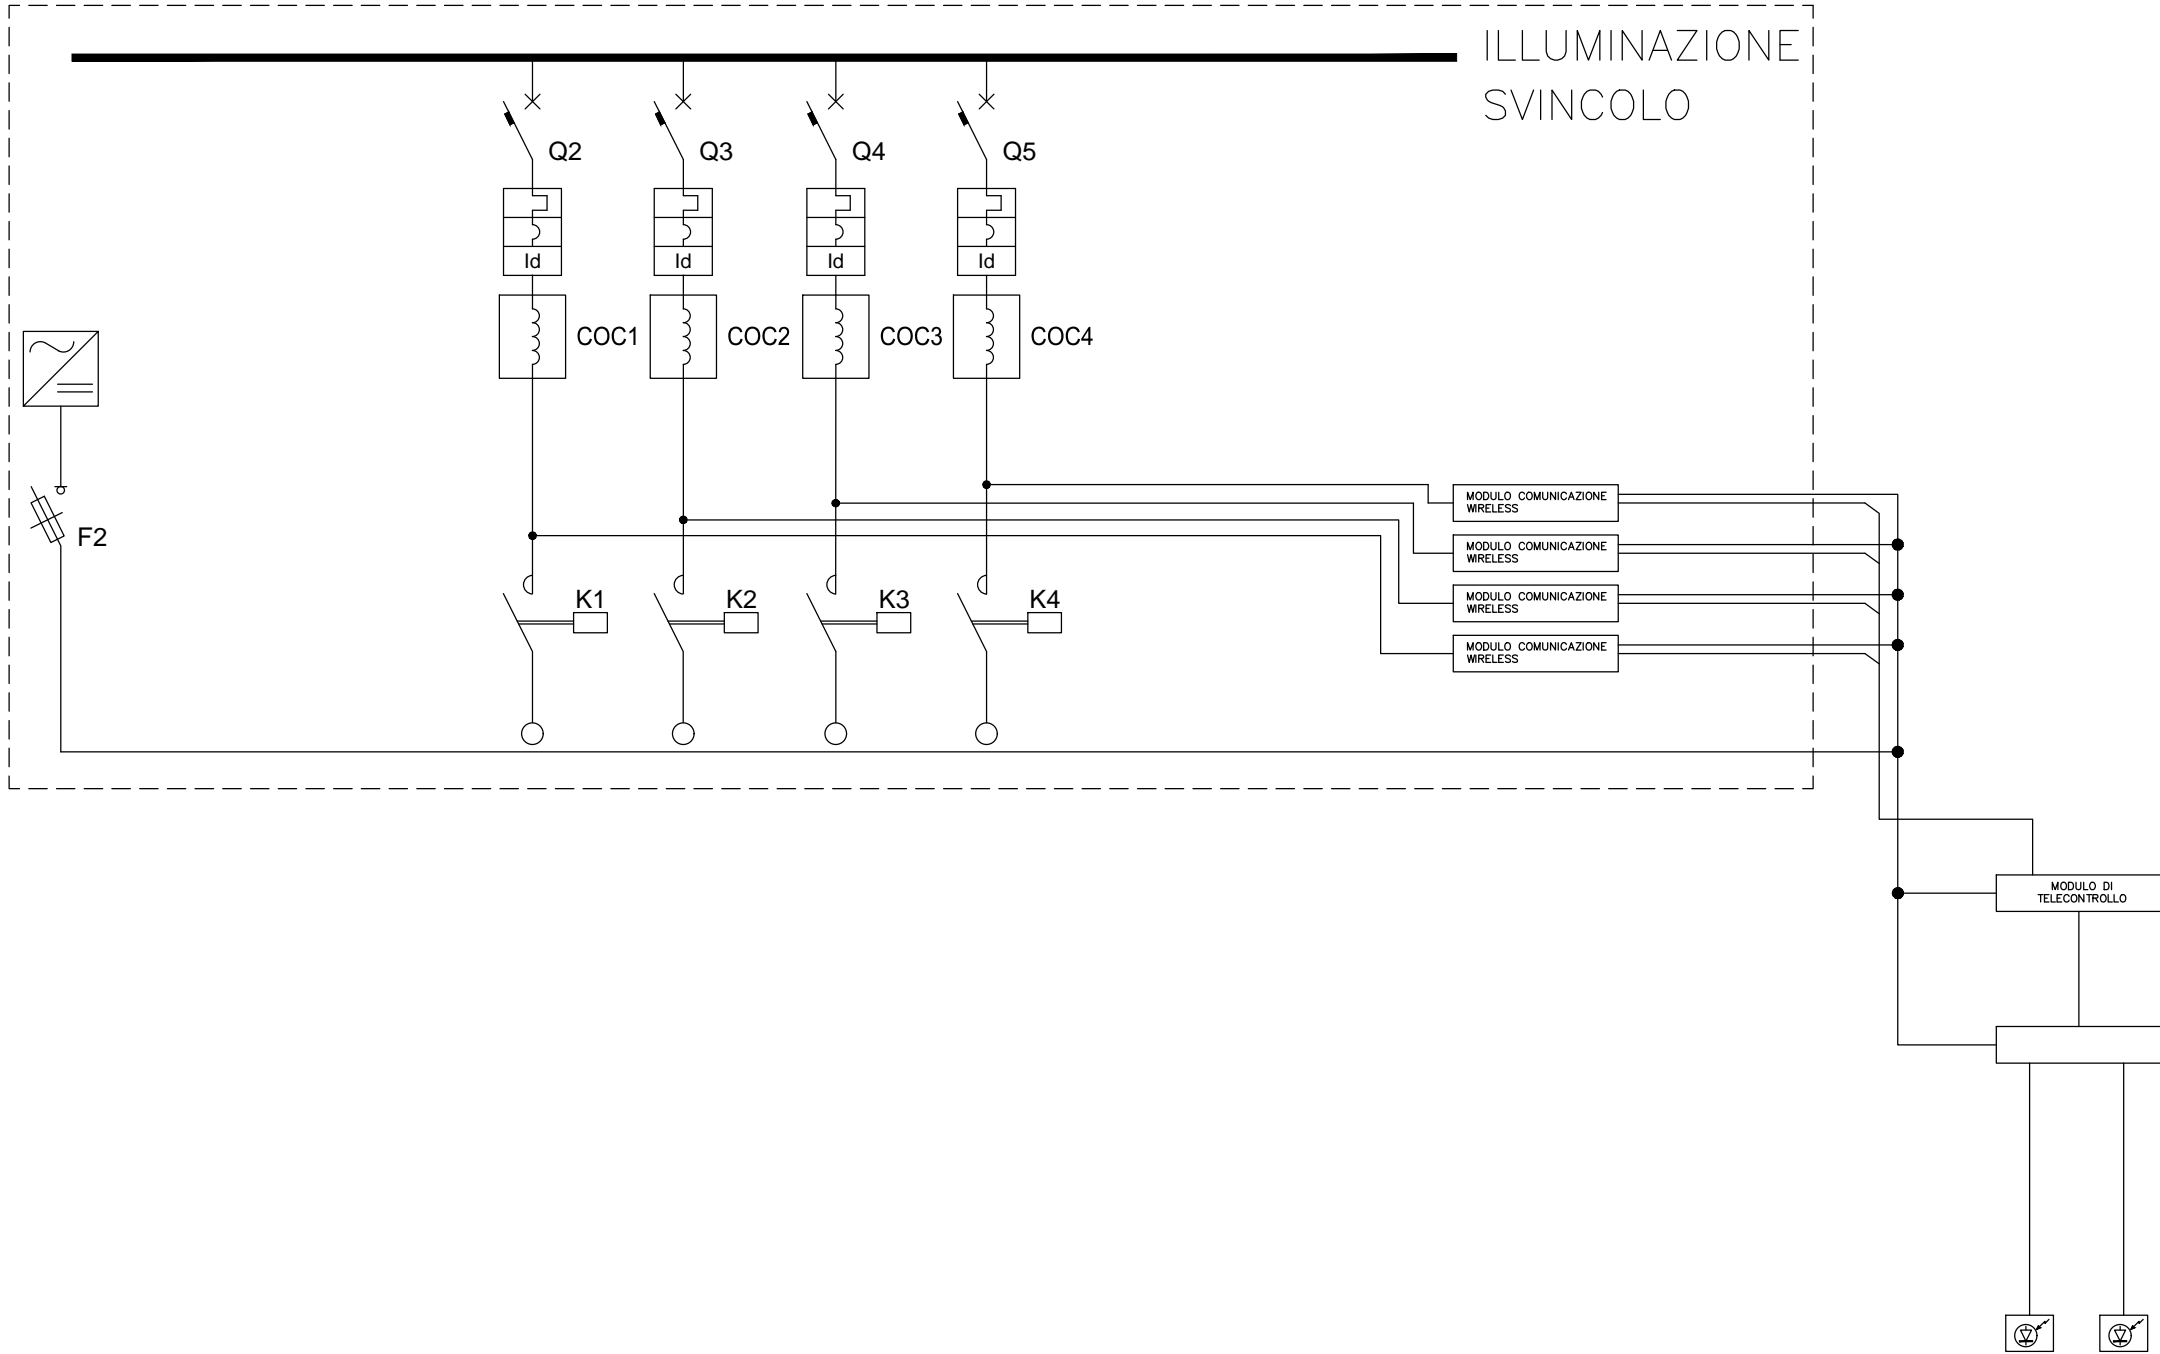 ILLUMINAZIONE
SVINCOLO
Q2
Q3
Q4
Q5
Id
Id
Id
Id
COC1
COC2
COC3
COC4
F2
MODULO COMUNICAZIONE
WIRELESS
MODULO COMUNICAZIONE
WIRELESS
MODULO COMUNICAZIONE
WIRELESS
MODULO COMUNICAZIONE
WIRELESS
K1
K2
K3
K4
MODULO DI
TELECONTROLLO